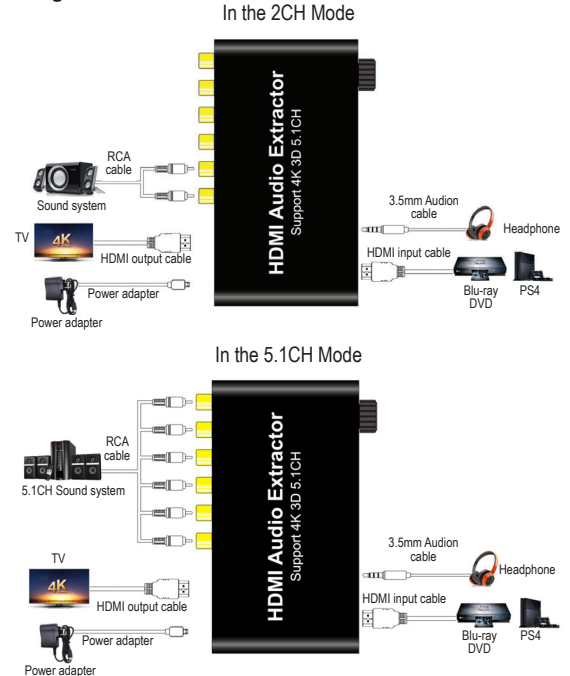 In the 2CH Mode
HDMI Audio Extractor
Support 4K 3D 5.1CH
RCA
cable
Sound system
TV
4K
HDMI output cable
Power adapter
Power adapter
3.5mm Audion
cable
Headphone
HDMI input cable
Blu-ray
DVD
PS4
In the 5.1CH Mode
HDMI Audio Extractor
Support 4K 3D 5.1CH
RCA
cable
5.1CH Sound system
TV
4K
HDMI output cable
Power adapter
Power adapter
3.5mm Audion
cable
Headphone
HDMI input cable
Blu-ray
DVD
PS4